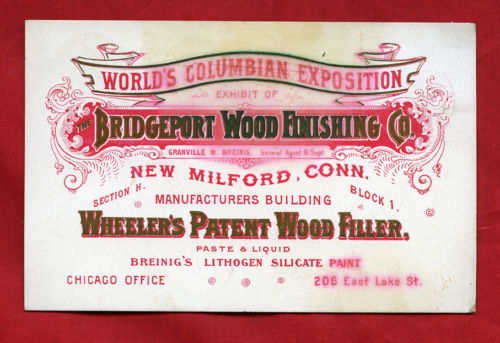 WORLD'S COLUMBIAN EXPOSITION
EXHIBIT OF
THE BRIDGEPORT WOOD FINISHING CO.
GRANVILLE M. BREINIG General Agent & Supt.
NEW MILFORD, CONN.
SECTION H. MANUFACTURERS BUILDING BLOCK 1.
WHEELER'S PATENT WOOD FILLER.
PASTE & LIQUID
BREINIG'S LITHOGEN SILICATE PAINT
CHICAGO OFFICE 206 East Lake St.